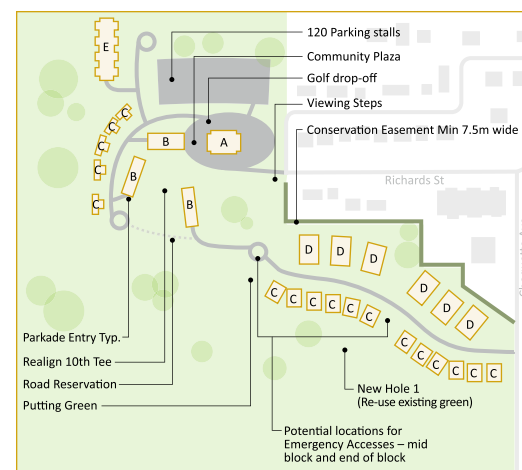 120 Parking stalls
Community Plaza
Golf drop-off
Viewing Steps
Conservation Easement Min 7.5m wide
Richards St
E
C
C
C
C
C
B
A
B
B
D
D
D
D
D
D
C
C
C
C
C
C
C
C
C
C
C
C
Parkade Entry Typ.
Realign 10th Tee
Road Reservation
Putting Green
New Hole 1
(Re-use existing green)
Potential locations for
Emergency Accesses – mid
block and end of block